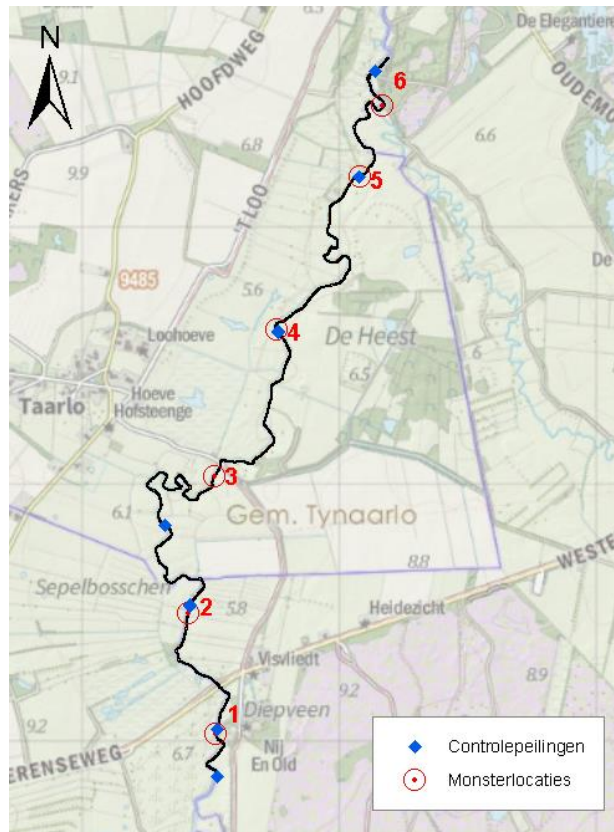 N
De Elegantier
9.1
HOOFDWEG
6
OUDEMO
6.8
6.6
9.9
5
'T LOO
De
9485
5.6
4
De Heest
6
Loohoeve
6.5
Hoeve
Hofsteenge
Taarlo
3
6.1
Gem. Tynaarlo
8.8
WESTE
Sepelbosschen
2
5.8
Heidezicht
Visvliedt
8.9
9.2
9.2
1
Diepveen
6.7
Nij
En Old
ERENSEWEG
Controlepeilingen
Monsterlocaties